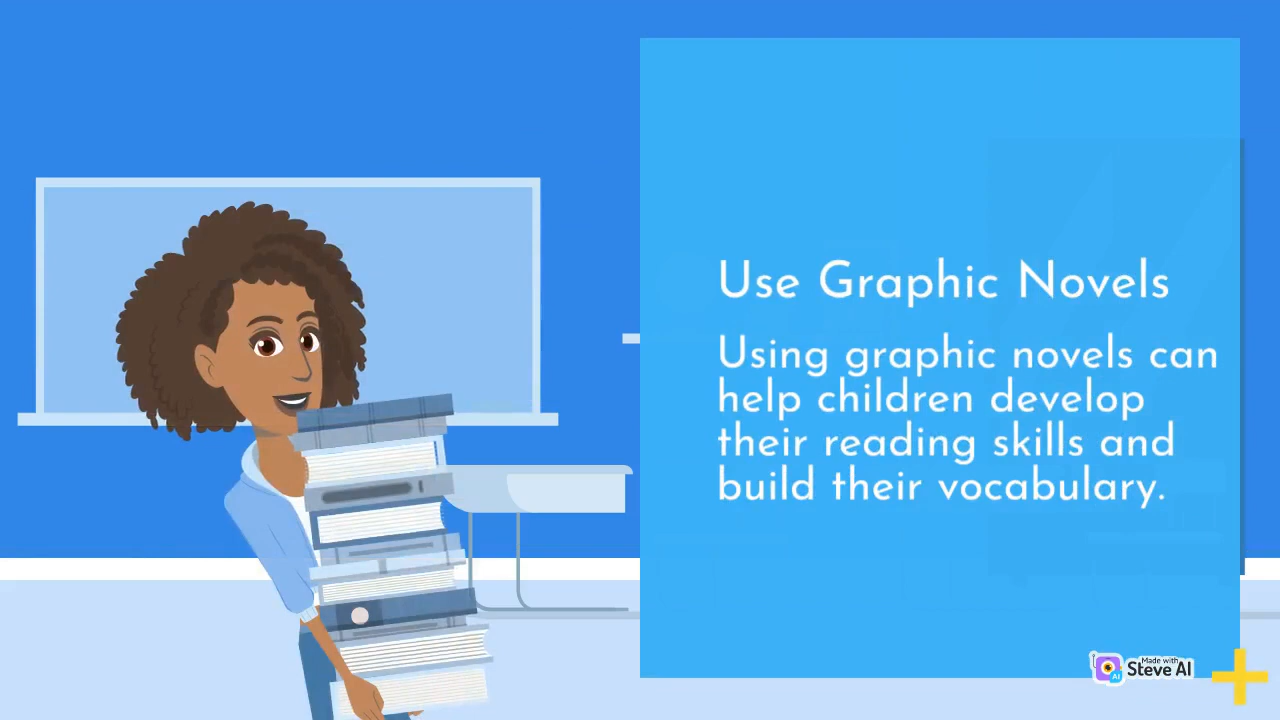 Use Graphic Novels
Using graphic novels can
help children develop
their reading skills and
build their vocabulary.
Made with
Steve AI
AI